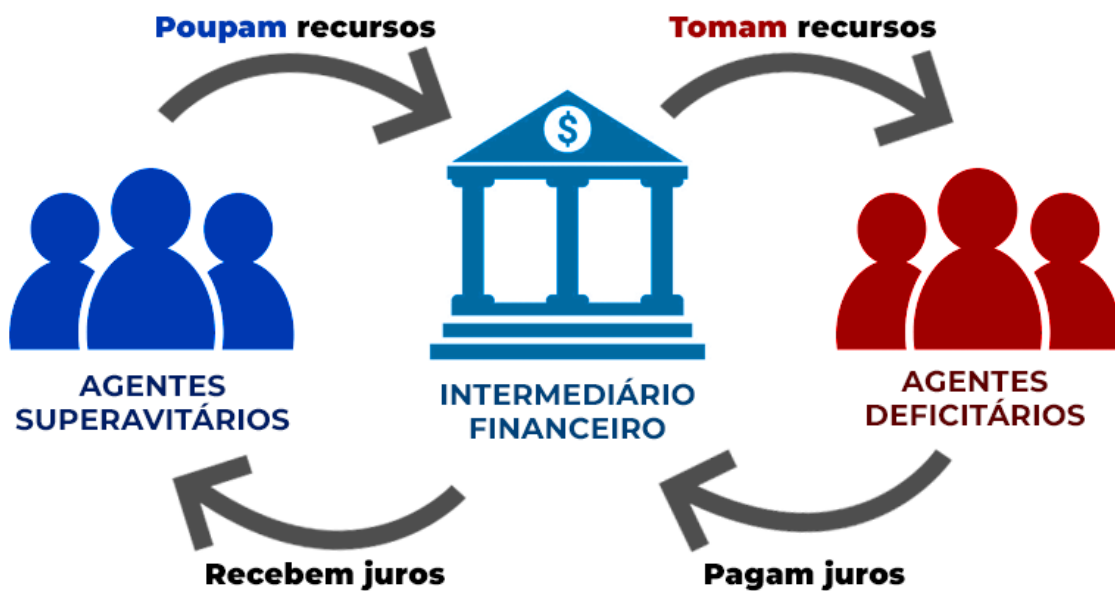 Poupam recursos
Tomam recursos
$
AGENTES
SUPERAVITÁRIOS
INTERMEDIÁRIO
FINANCEIRO
AGENTES
DEFICITÁRIOS
Recebem juros
Pagam juros